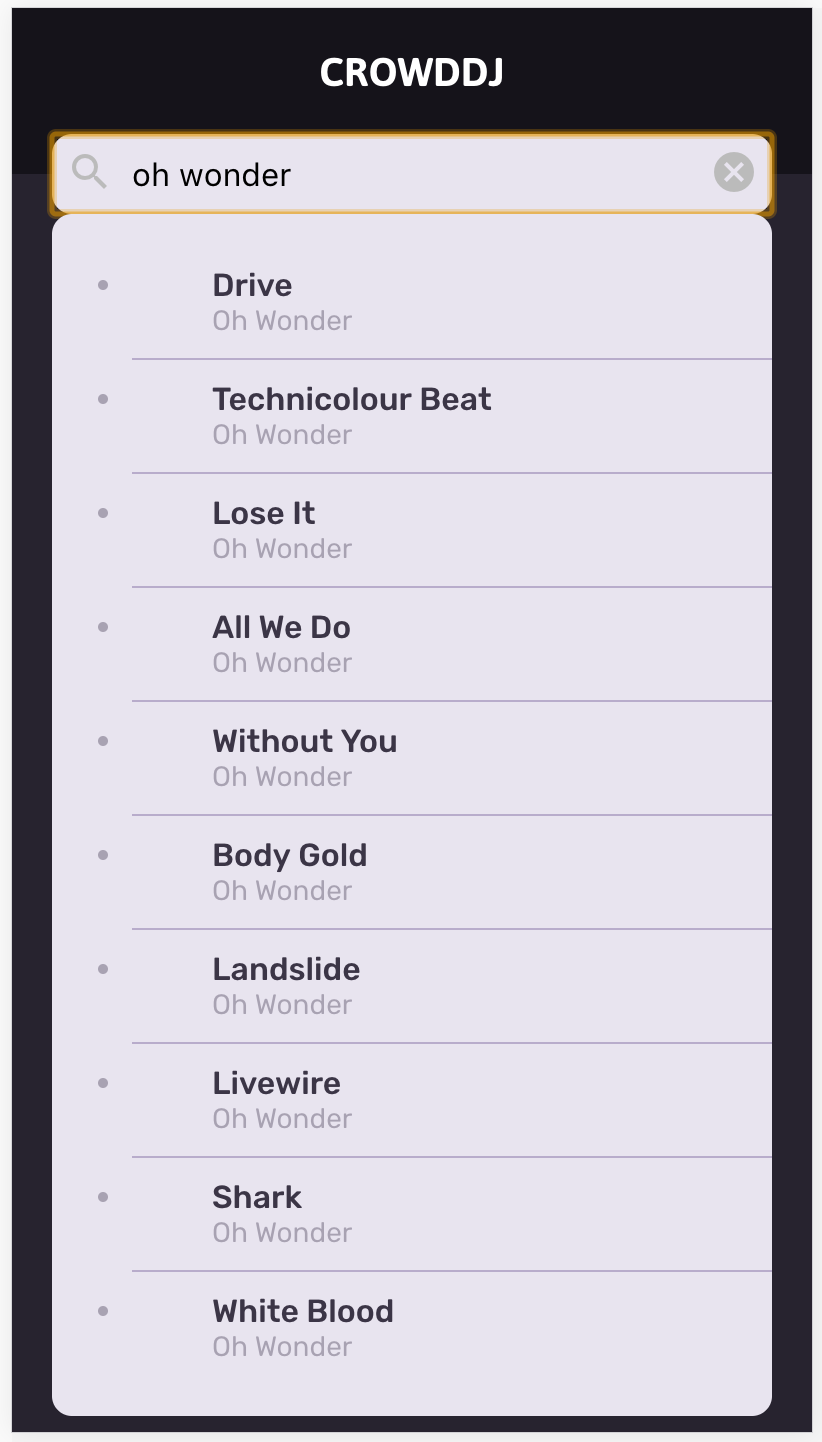 CROWDDJ
oh wonder
Drive
Oh Wonder
Technicolour Beat
Oh Wonder
Lose It
Oh Wonder
All We Do
Oh Wonder
Without You
Oh Wonder
Body Gold
Oh Wonder
Landslide
Oh Wonder
Livewire
Oh Wonder
Shark
Oh Wonder
White Blood
Oh Wonder